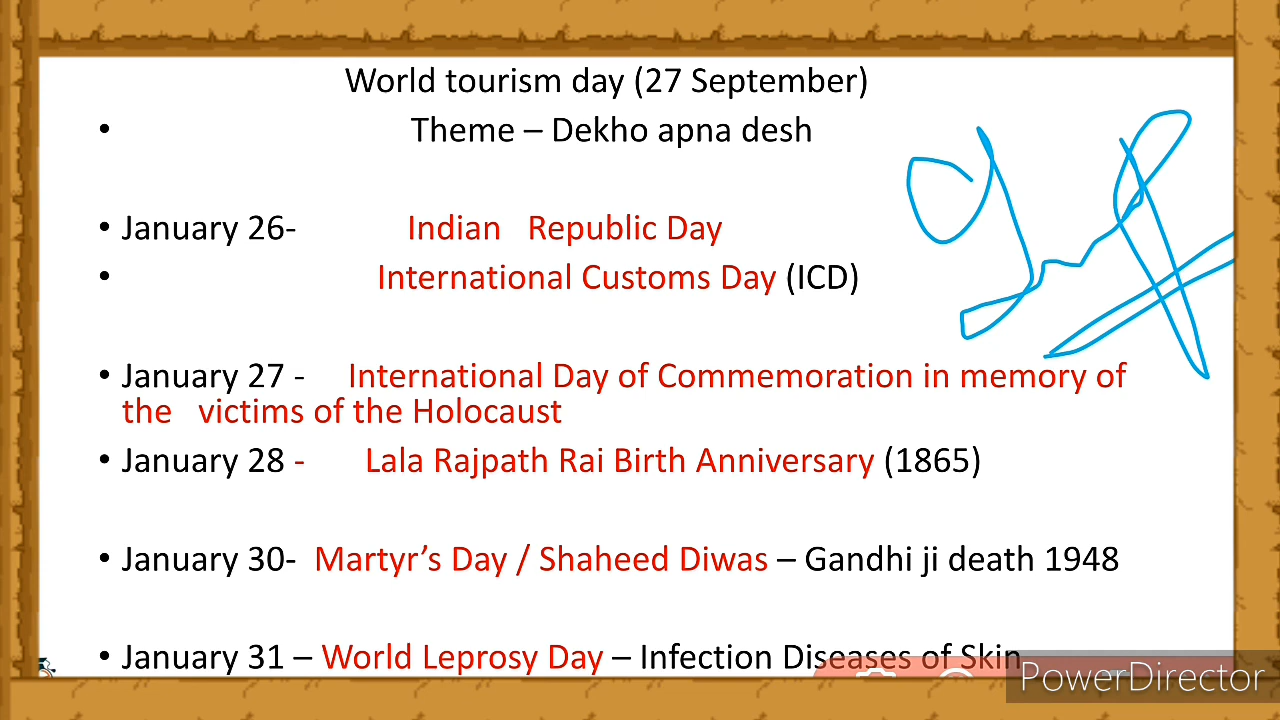 World tourism day (27 September)
• Theme – Dekho apna desh
• January 26- Indian Republic Day
• International Customs Day (ICD)
• January 27 - International Day of Commemoration in memory of
the victims of the Holocaust
• January 28 - Lala Rajpath Rai Birth Anniversary (1865)
• January 30- Martyr’s Day / Shaheed Diwas – Gandhi ji death 1948
• January 31 – World Leprosy Day – Infection Diseases of Skin
PowerDirector